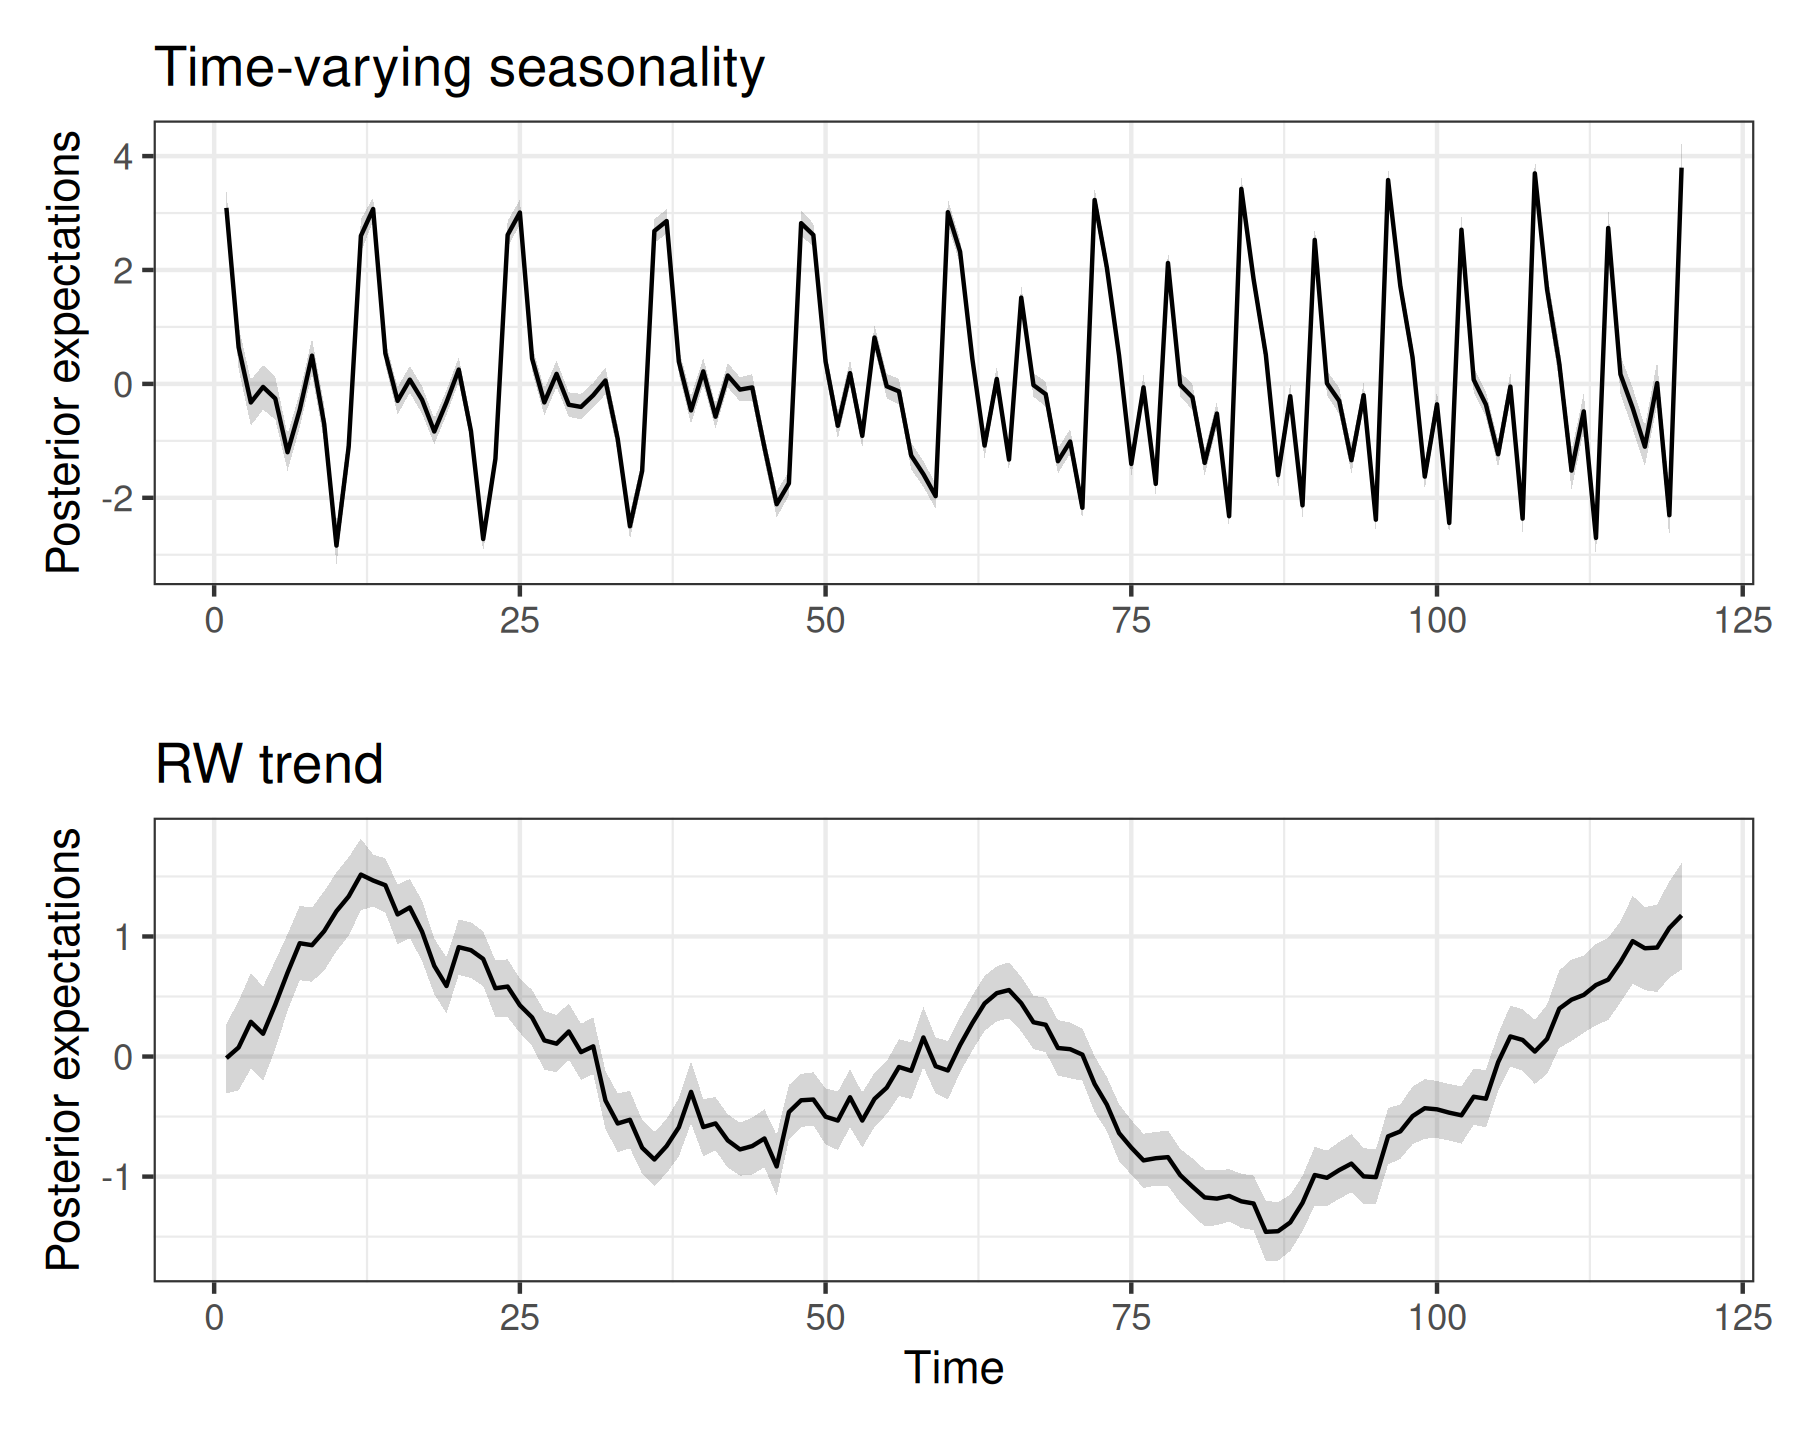 Time-varying seasonality
Posterior expectations
4
2
0
-2
0 25 50 75 100 125
RW trend
Posterior expectations
1
0
-1
0 25 50 75 100 125
Time